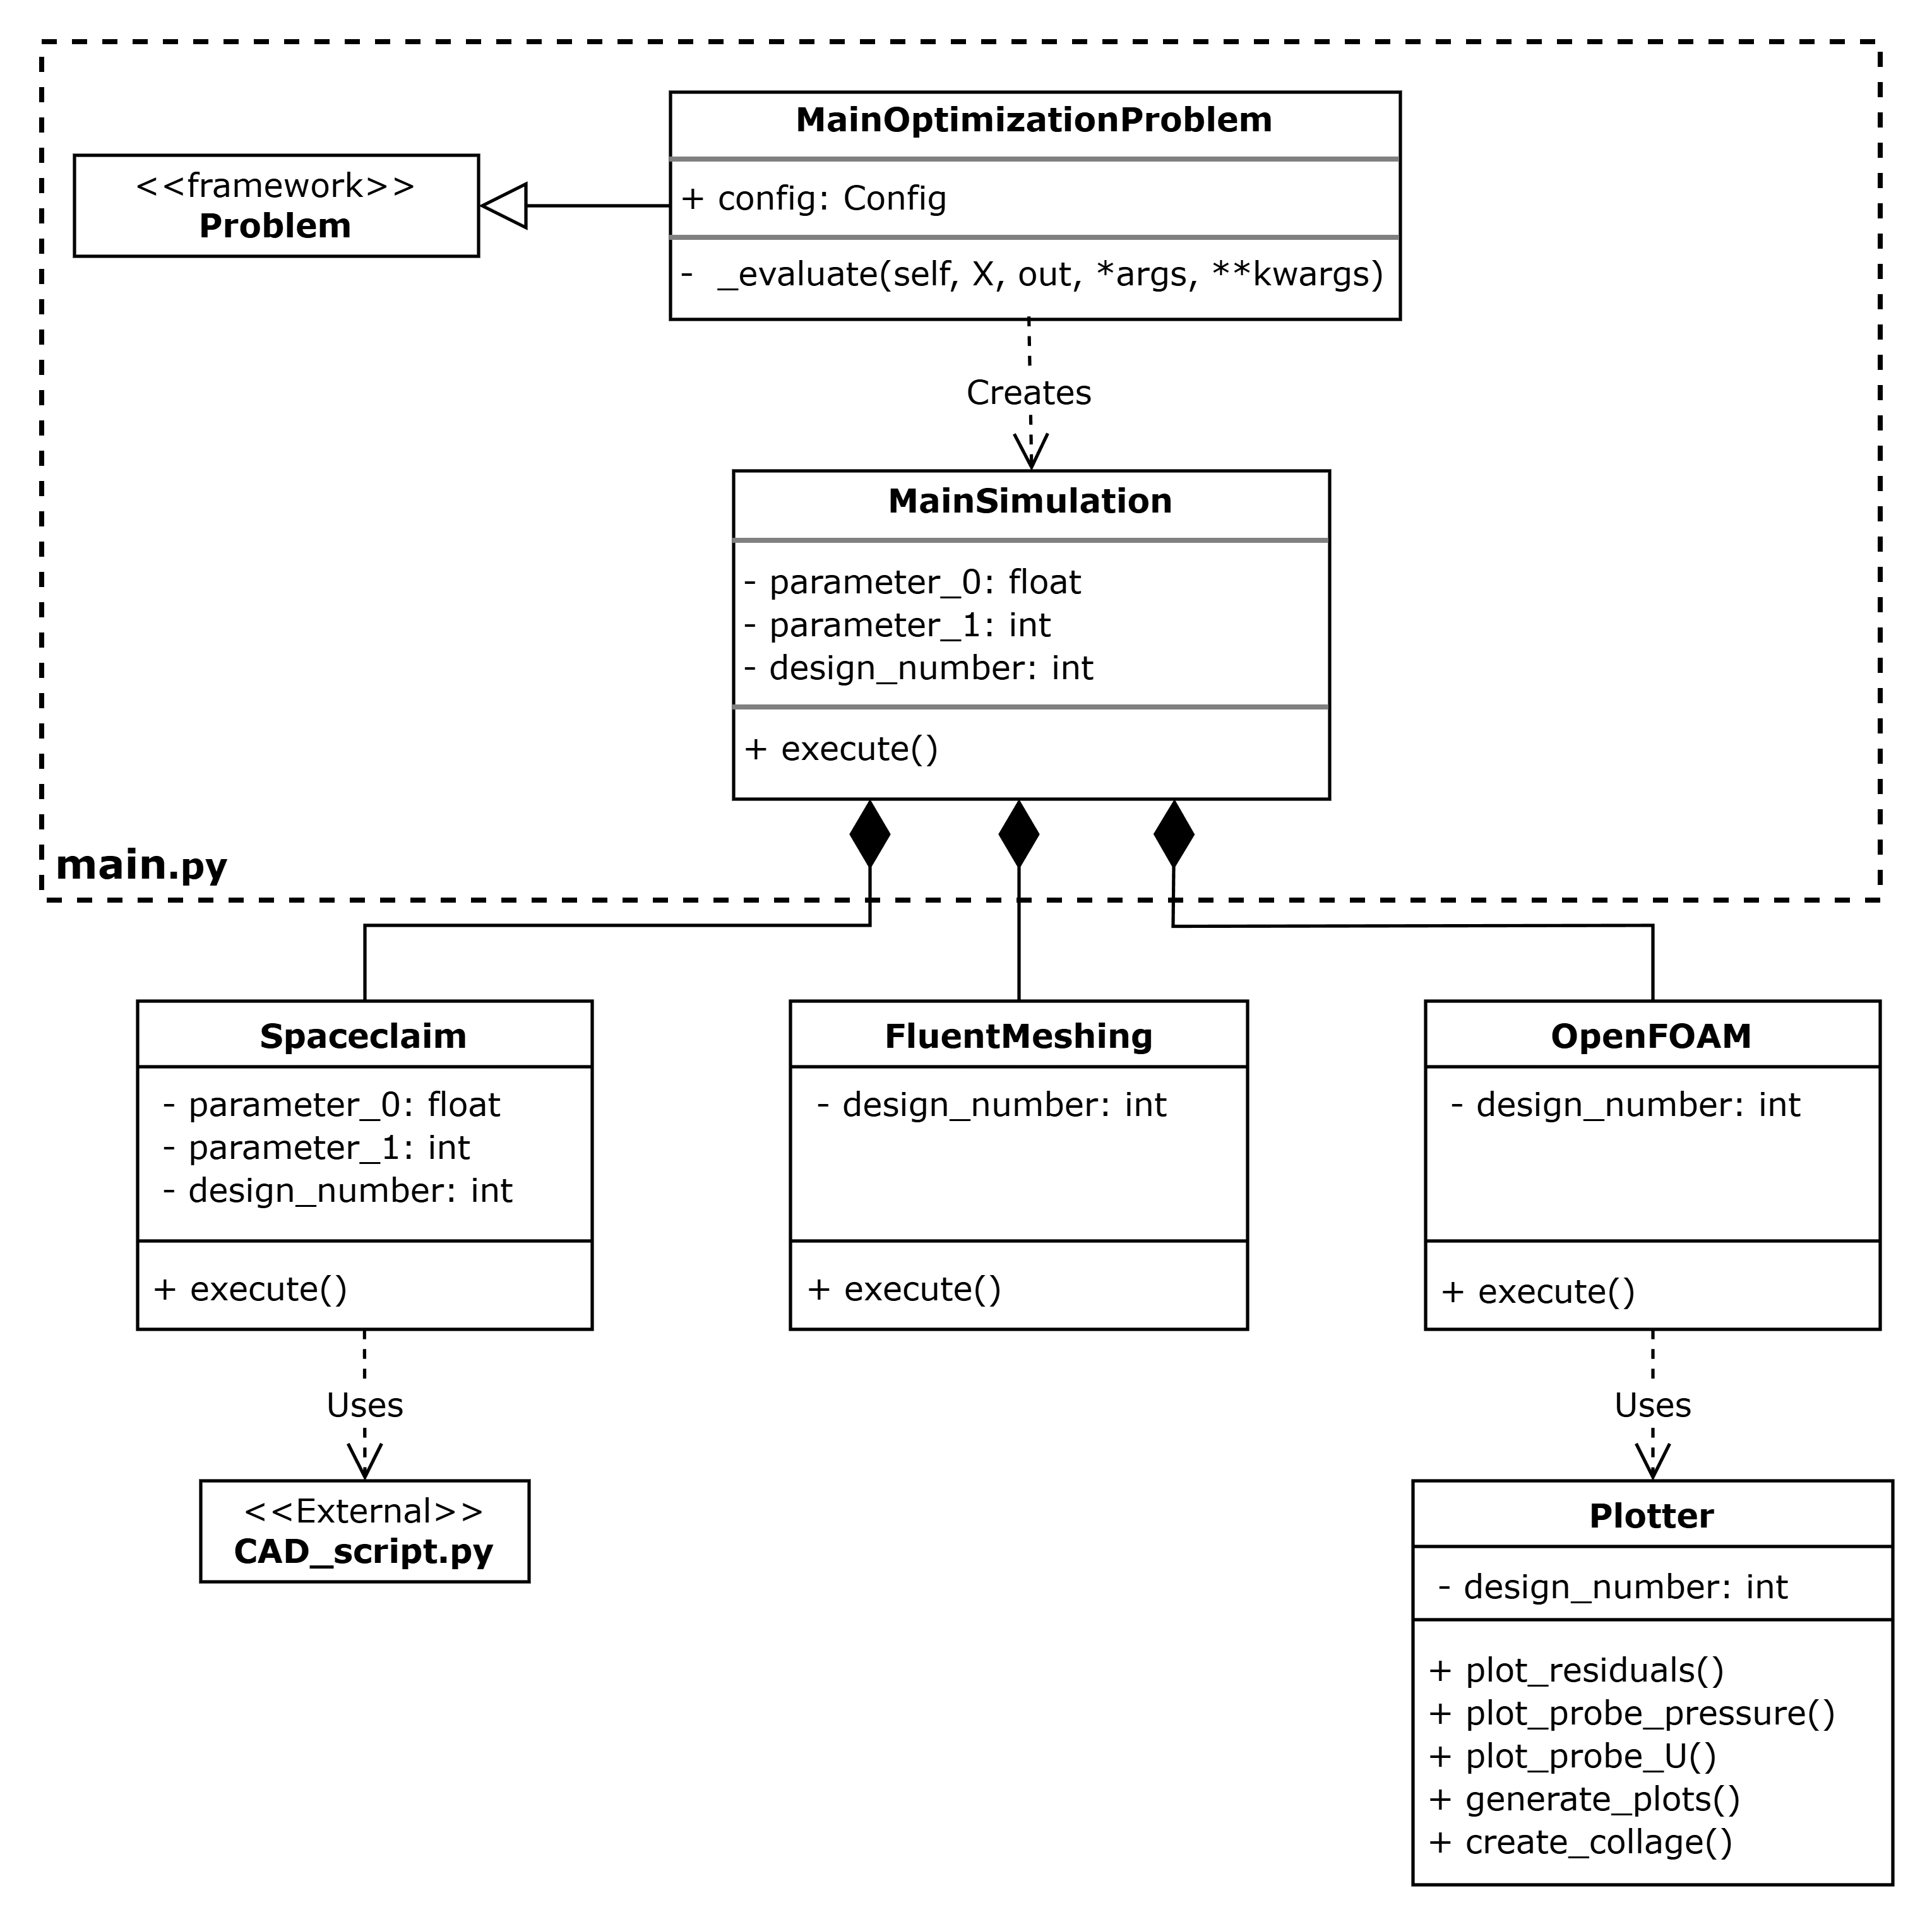 MainOptimizationProblem
<<framework>>
Problem
+ config: Config
- _evaluate(self, X, out, *args, **kwargs)
Creates
MainSimulation
- parameter_0: float
- parameter_1: int
- design_number: int
+ execute()
main.py
Spaceclaim
- parameter_0: float
- parameter_1: int
- design_number: int
+ execute()
FluentMeshing
- design_number: int
+ execute()
OpenFOAM
- design_number: int
+ execute()
Uses
Uses
<<External>>
CAD_script.py
Plotter
- design_number: int
+ plot_residuals()
+ plot_probe_pressure()
+ plot_probe_U()
+ generate_plots()
+ create_collage()